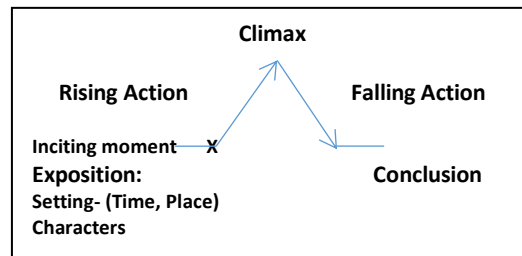 Climax
Rising Action
Falling Action
Inciting moment X
Exposition:
Conclusion
Setting- (Time, Place)
Characters